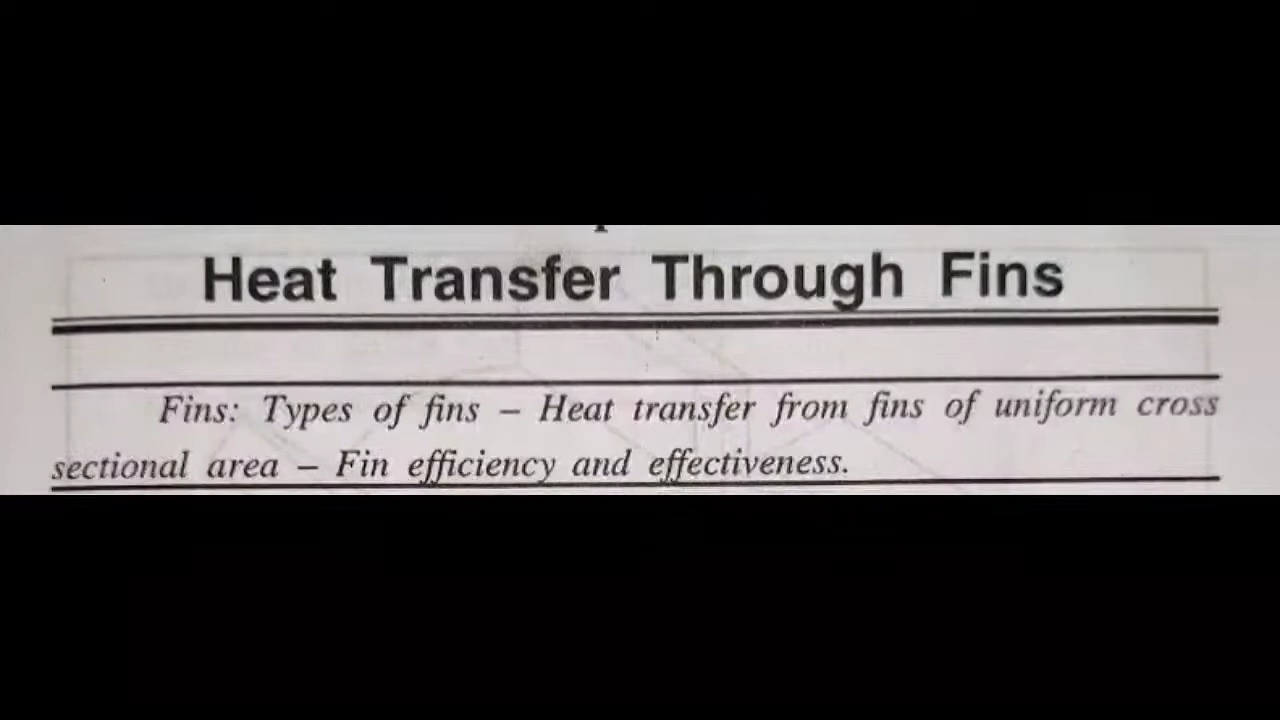 Heat Transfer Through Fins
Fins: Types of fins – Heat transfer from fins of uniform cross
sectional area – Fin efficiency and effectiveness.